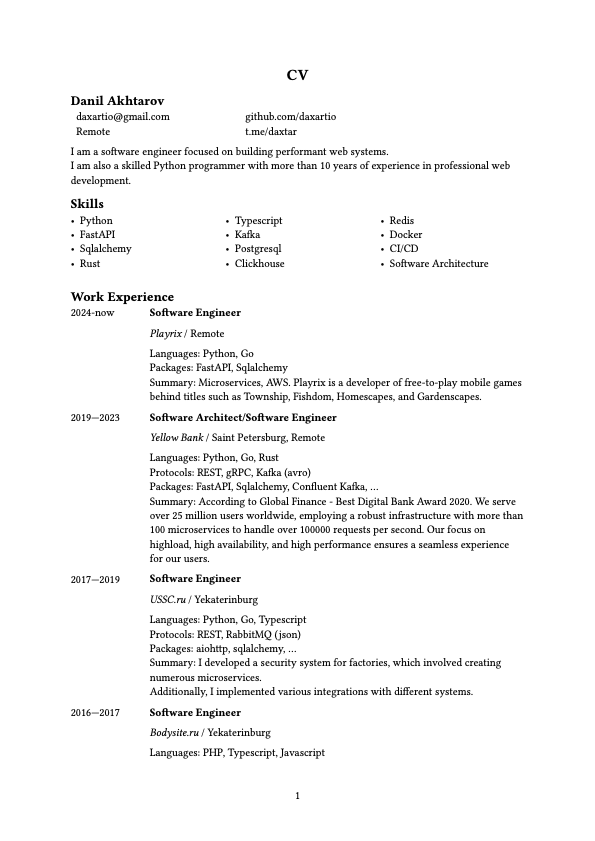 CV
Danil Akhtarov
daxartio@gmail.com github.com/daxartio
Remote t.me/daxtar
I am a software engineer focused on building performant web systems.
I am also a skilled Python programmer with more than 10 years of experience in professional web
development.
Skills
• Python • Typescript • Redis
• FastAPI • Kafka • Docker
• Sqlalchemy • Postgresql • CI/CD
• Rust • Clickhouse • Software Architecture
Work Experience
2024-now Software Engineer
Playrix / Remote
Languages: Python, Go
Packages: FastAPI, Sqlalchemy
Summary: Microservices, AWS. Playrix is a developer of free-to-play mobile games
behind titles such as Township, Fishdom, Homescapes, and Gardenscapes.
2019—2023 Software Architect/Software Engineer
Yellow Bank / Saint Petersburg, Remote
Languages: Python, Go, Rust
Protocols: REST, gRPC, Kafka (avro)
Packages: FastAPI, Sqlalchemy, Confluent Kafka, ...
Summary: According to Global Finance - Best Digital Bank Award 2020. We serve
over 25 million users worldwide, employing a robust infrastructure with more than
100 microservices to handle over 100000 requests per second. Our focus on
highload, high availability, and high performance ensures a seamless experience
for our users.
2017—2019 Software Engineer
USSC.ru / Yekaterinburg
Languages: Python, Go, Typescript
Protocols: REST, RabbitMQ (json)
Packages: aiohttp, sqlalchemy, ...
Summary: I developed a security system for factories, which involved creating
numerous microservices.
Additionally, I implemented various integrations with different systems.
2016—2017 Software Engineer
Bodysite.ru / Yekaterinburg
Languages: PHP, Typescript, Javascript
1